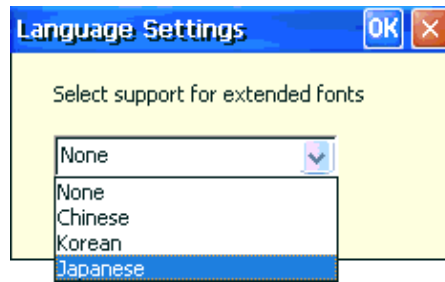 Language Settings OK
Select support for extended fonts
None
None
Chinese
Korean
Japanese